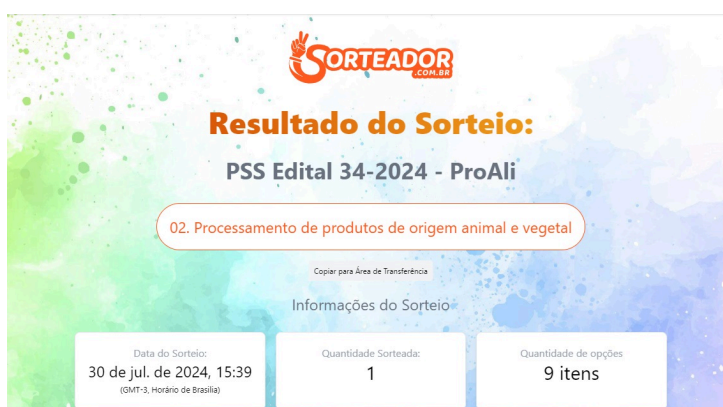 SORTEADOR
.COM.BR
Resultado do Sorteio:
PSS Edital 34-2024 - ProAli
02. Processamento de produtos de origem animal e vegetal
Copiar para Área de Transferência
Informações do Sorteio
Data do Sorteio:
30 de jul. de 2024, 15:39
(GMT-3, Horário de Brasília)
Quantidade Sorteada:
1
Quantidade de opções
9 itens